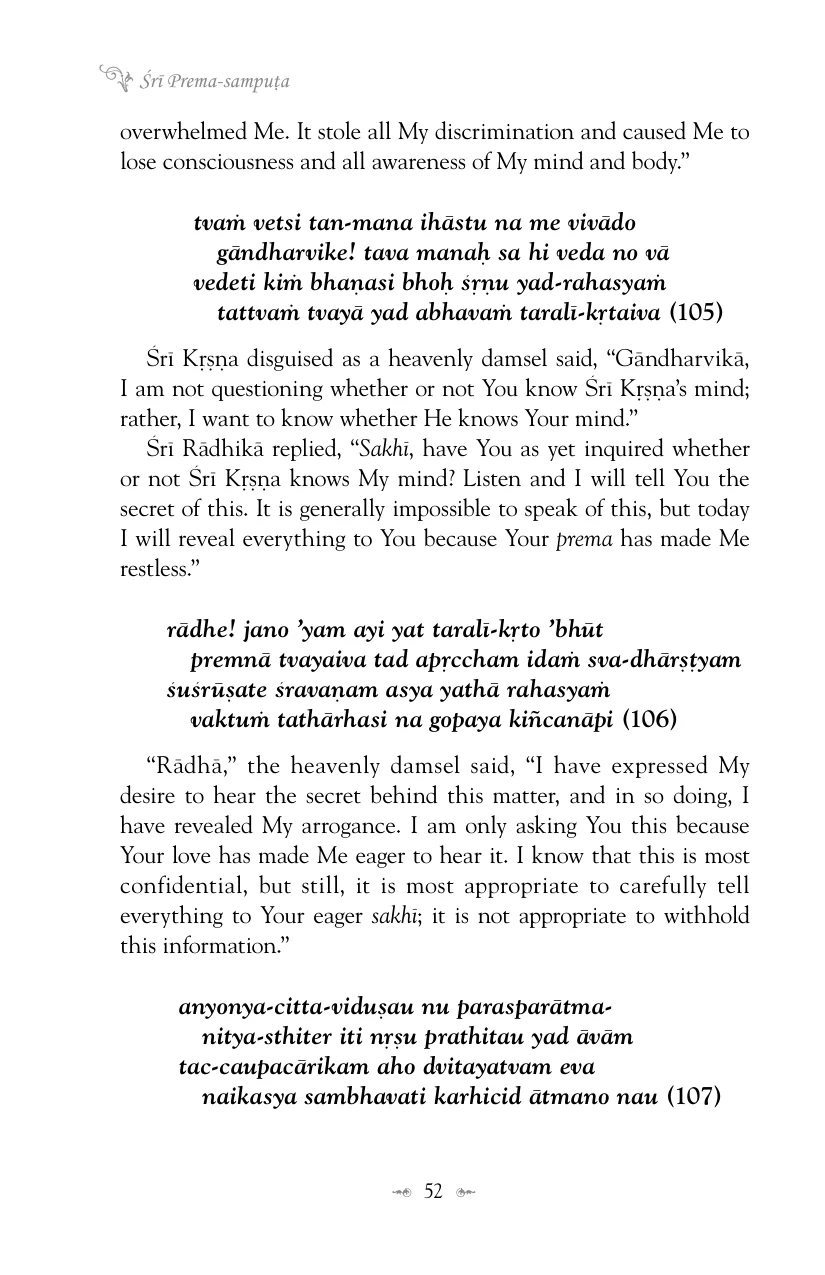 Śrī Prema-sampuṭa
overwhelmed Me. It stole all My discrimination and caused Me to
lose consciousness and all awareness of My mind and body.”
tvaṁ vetsi tan-mana ihāstu na me vivādo
gāndharvike! tava manaḥ sa hi veda no vā
vedeti kiṁ bhaṇasi bhoḥ śṛṇu yad-rahasyaṁ
tattvaṁ tvayā yad abhavaṁ taralī-kṛtaiva (105)
Śrī Kṛṣṇa disguised as a heavenly damsel said, “Gāndharvikā,
I am not questioning whether or not You know Śrī Kṛṣṇa’s mind;
rather, I want to know whether He knows Your mind.”
Śrī Rādhikā replied, “Sakhī, have You as yet inquired whether
or not Śrī Kṛṣṇa knows My mind? Listen and I will tell You the
secret of this. It is generally impossible to speak of this, but today
I will reveal everything to You because Your prema has made Me
restless.”
rādhe! jano ’yam ayi yat taralī-kṛto ’bhūt
premnā tvayaiva tad apṛccham idaṁ sva-dhārṣṭyam
śuśrūṣate śravaṇam asya yathā rahasyaṁ
vaktuṁ tathārhasi na gopaya kiñcanāpi (106)
“Rādhā,” the heavenly damsel said, “I have expressed My
desire to hear the secret behind this matter, and in so doing, I
have revealed My arrogance. I am only asking You this because
Your love has made Me eager to hear it. I know that this is most
confidential, but still, it is most appropriate to carefully tell
everything to Your eager sakhī; it is not appropriate to withhold
this information.”
anyonya-citta-viduṣau nu parasparātma-
nitya-sthiter iti nṛṣu prathitau yad āvām
tac-caupacārikam aho dvitayatvam eva
naikasya sambhavati karhicid ātmano nau (107)
52